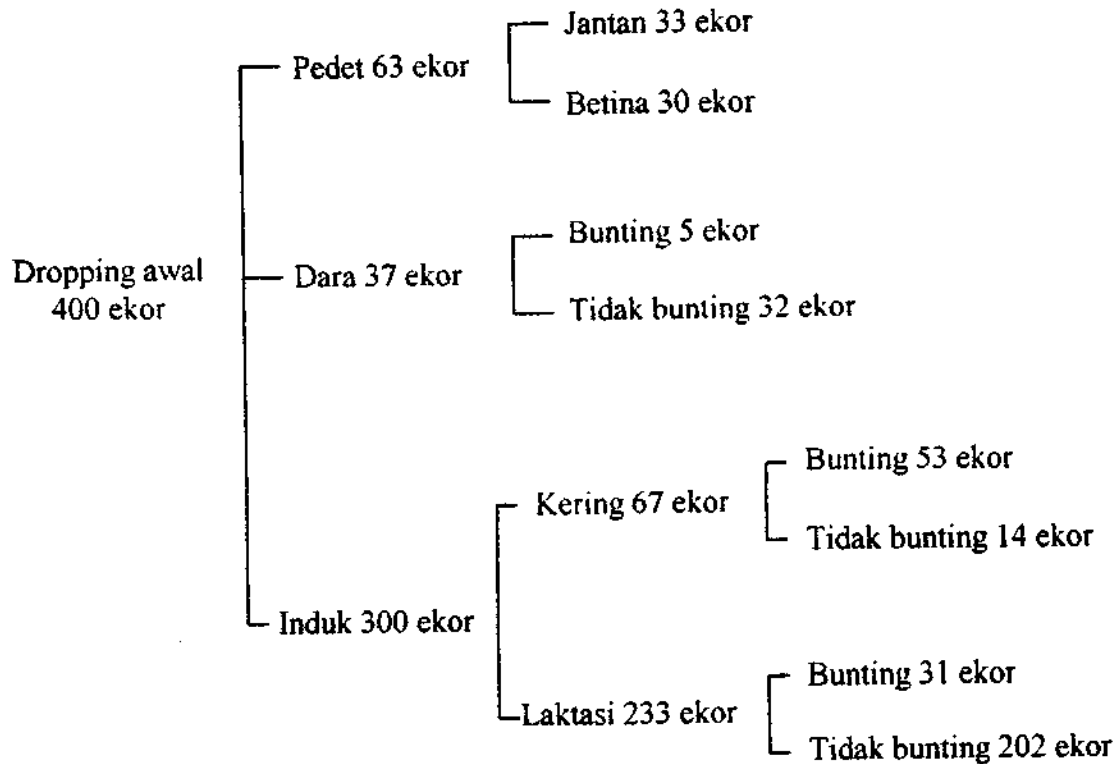 Jantan 33 ekor
Pedet 63 ekor
Betina 30 ekor
Bunting 5 ekor
Dropping awal
400 ekor
Dara 37 ekor
Tidak bunting 32 ekor
Bunting 53 ekor
Kering 67 ekor
Tidak bunting 14 ekor
Induk 300 ekor
Bunting 31 ekor
Laktasi 233 ekor
Tidak bunting 202 ekor